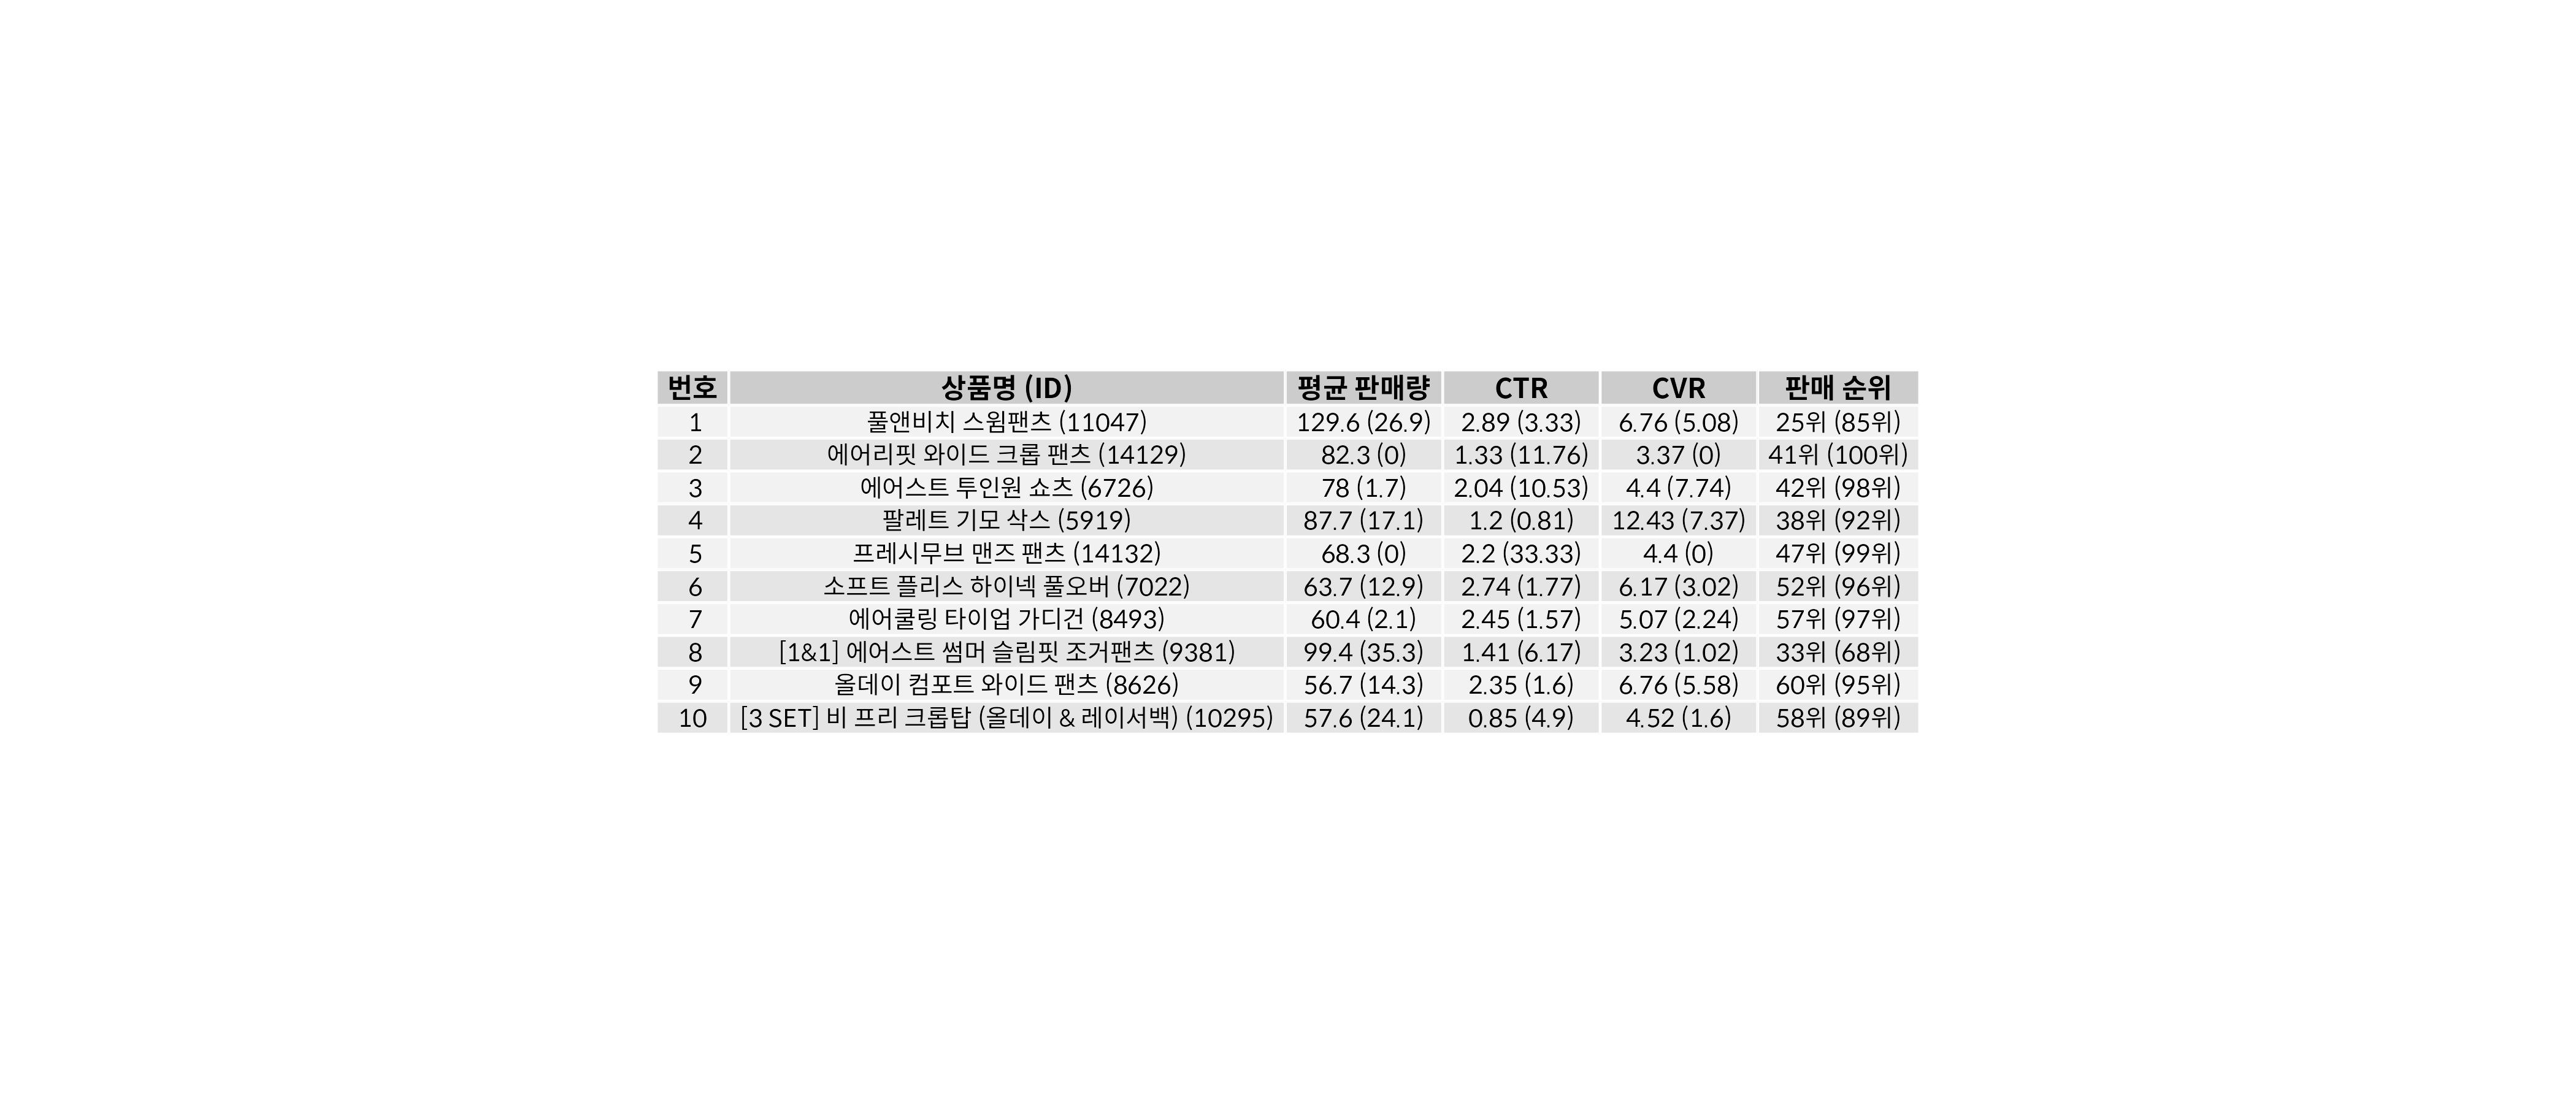 번호 상품명 (ID) 평균 판매량 CTR CVR 판매 순위
1 풀앤비치 스윔팬츠 (11047) 129.6 (26.9) 2.89 (3.33) 6.76 (5.08) 25위 (85위)
2 에어리핏 와이드 크롭 팬츠 (14129) 82.3 (0) 1.33 (11.76) 3.37 (0) 41위 (100위)
3 에어스트 투인원 쇼츠 (6726) 78 (1.7) 2.04 (10.53) 4.4 (7.74) 42위 (98위)
4 팔레트 기모 삭스 (5919) 87.7 (17.1) 1.2 (0.81) 12.43 (7.37) 38위 (92위)
5 프레시무브 맨즈 팬츠 (14132) 68.3 (0) 2.2 (33.33) 4.4 (0) 47위 (99위)
6 소프트 플리스 하이넥 풀오버 (7022) 63.7 (12.9) 2.74 (1.77) 6.17 (3.02) 52위 (96위)
7 에어쿨링 타이업 가디건 (8493) 60.4 (2.1) 2.45 (1.57) 5.07 (2.24) 57위 (97위)
8 [1&1] 에어스트 썸머 슬림핏 조거팬츠 (9381) 99.4 (35.3) 1.41 (6.17) 3.23 (1.02) 33위 (68위)
9 올데이 컴포트 와이드 팬츠 (8626) 56.7 (14.3) 2.35 (1.6) 6.76 (5.58) 60위 (95위)
10 [3 SET] 비 프리 크롭탑 (올데이 & 레이서백) (10295) 57.6 (24.1) 0.85 (4.9) 4.52 (1.6) 58위 (89위)